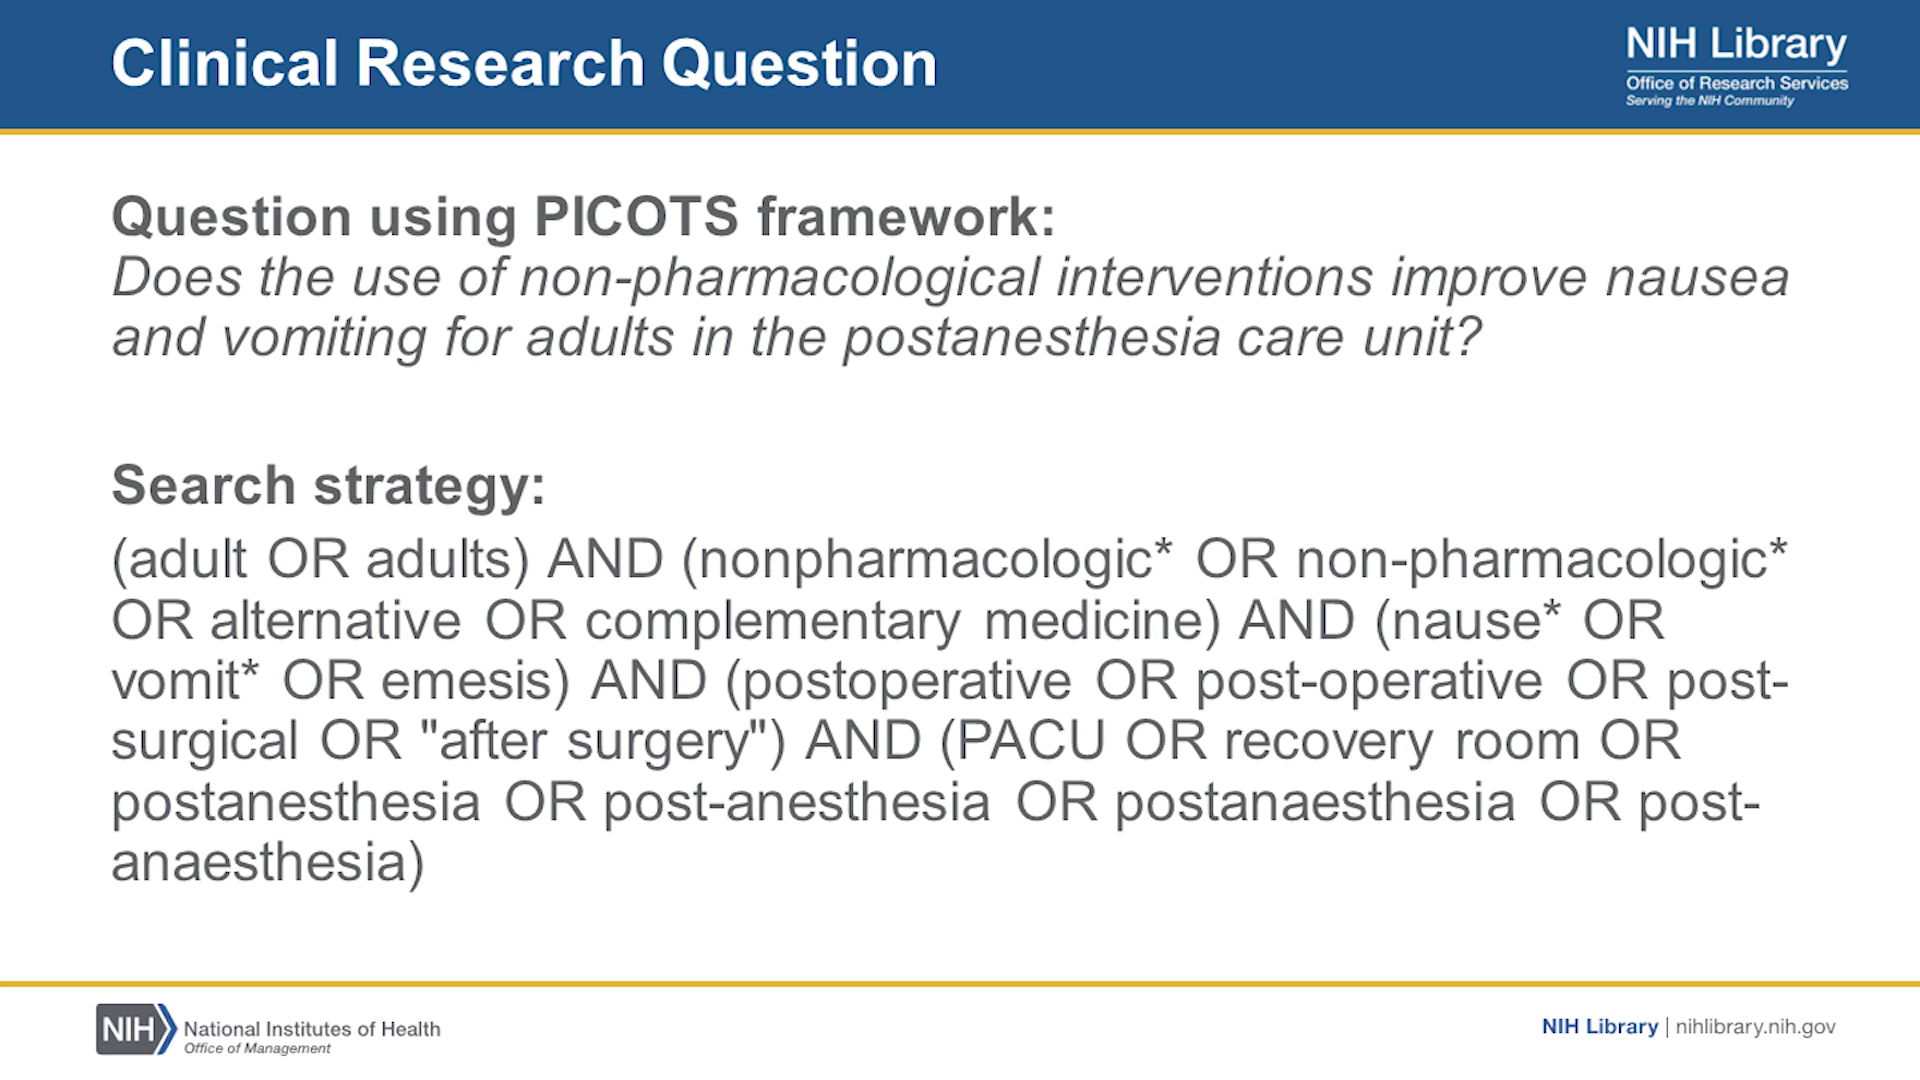 Clinical Research Question
NIH Library
Office of Research Services
Serving the NIH Community
Question using PICOTS framework:
Does the use of non-pharmacological interventions improve nausea
and vomiting for adults in the postanesthesia care unit?
Search strategy:
(adult OR adults) AND (nonpharmacologic* OR non-pharmacologic*
OR alternative OR complementary medicine) AND (nause* OR
vomit* OR emesis) AND (postoperative OR post-operative OR post-
surgical OR "after surgery") AND (PACU OR recovery room OR
postanesthesia OR post-anesthesia OR postanaesthesia OR post-
anaesthesia)
NIH National Institutes of Health
Office of Management
NIH Library | nihlibrary.nih.gov